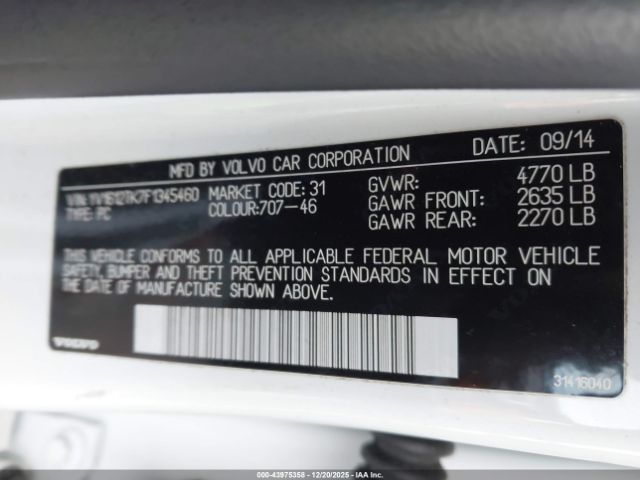 MFD BY VOLVO CAR CORPORATION
DATE: 09/14
VIN: YV1612TK7F1345460
MARKET CODE: 31
GVWR: 4770 LB
TYPE: PC
COLOUR:707-46
GAWR FRONT: 2635 LB
GAWR REAR: 2270 LB
THIS VEHICLE CONFORMS TO ALL APPLICABLE FEDERAL MOTOR VEHICLE
SAFETY, BUMPER AND THEFT PREVENTION STANDARDS IN EFFECT ON
THE DATE OF MANUFACTURE SHOWN ABOVE.
VOLVO
31416040
000-43975358 | 12/20/2025 | IAA Inc.